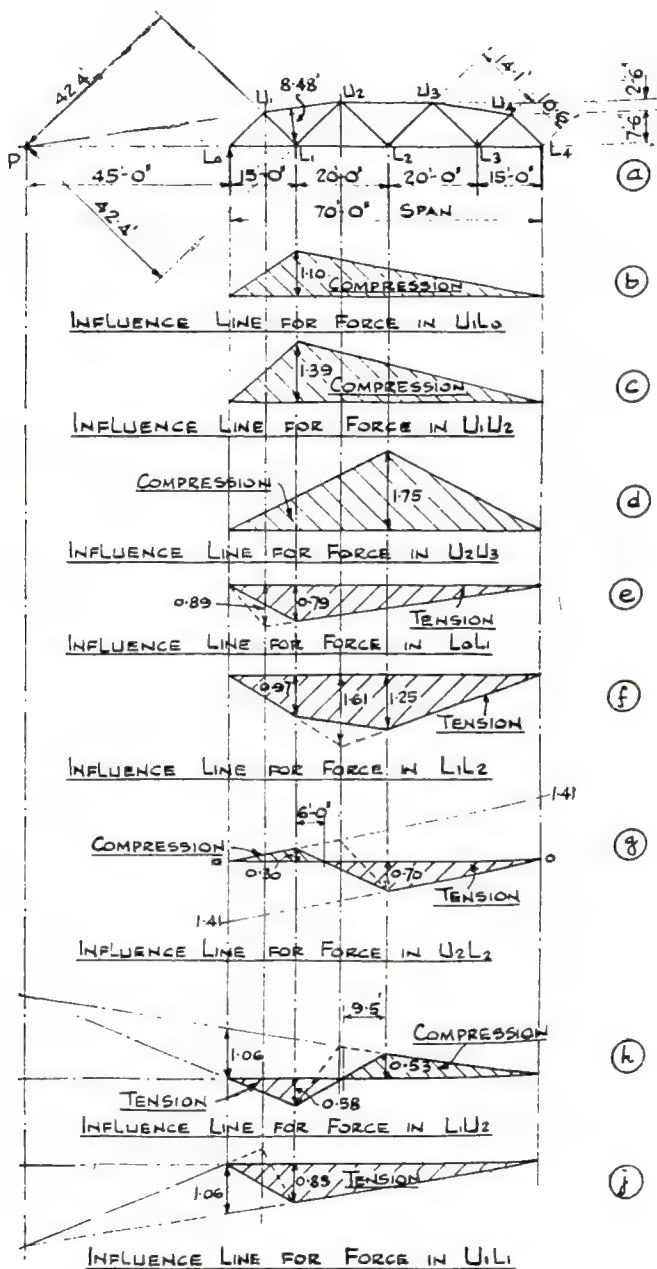 42.4'
8.48'
14.1'
10.6'
2'-6"
7'-6"
U1 U2 U3 U4
P L0 L1 L2 L3 L4
45'-0" 15'-0" 20'-0" 20'-0" 15'-0"
70'-0" SPAN
42.4'
a
1.10
COMPRESSION
b
INFLUENCE LINE FOR FORCE IN U1L0
1.39
COMPRESSION
c
INFLUENCE LINE FOR FORCE IN U1U2
COMPRESSION
1.75
d
INFLUENCE LINE FOR FORCE IN U2U3
0.89 0.79
TENSION
e
INFLUENCE LINE FOR FORCE IN L0L1
0.97 1.61 1.25
TENSION
f
INFLUENCE LINE FOR FORCE IN L1L2
6'-0"
1.41
COMPRESSION
0.30 0.70
TENSION
g
1.41
INFLUENCE LINE FOR FORCE IN U2L2
9.5'
COMPRESSION
1.06
0.53
TENSION
0.58
h
INFLUENCE LINE FOR FORCE IN L1U2
1.06
0.83
TENSION
j
INFLUENCE LINE FOR FORCE IN U1L1